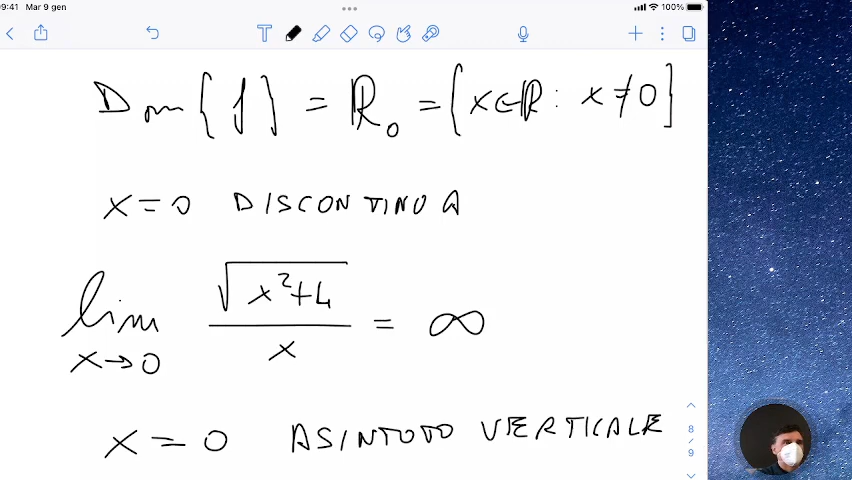 09:41 Mar 9 gen
100%
Dom{f} = ℝ₀ = {x∈ℝ: x≠0}
x=0 DISCONTINUA
lim x→0 √(x²+4) / x = ∞
x = 0 ASINTOTO VERTICALE
8
/
9